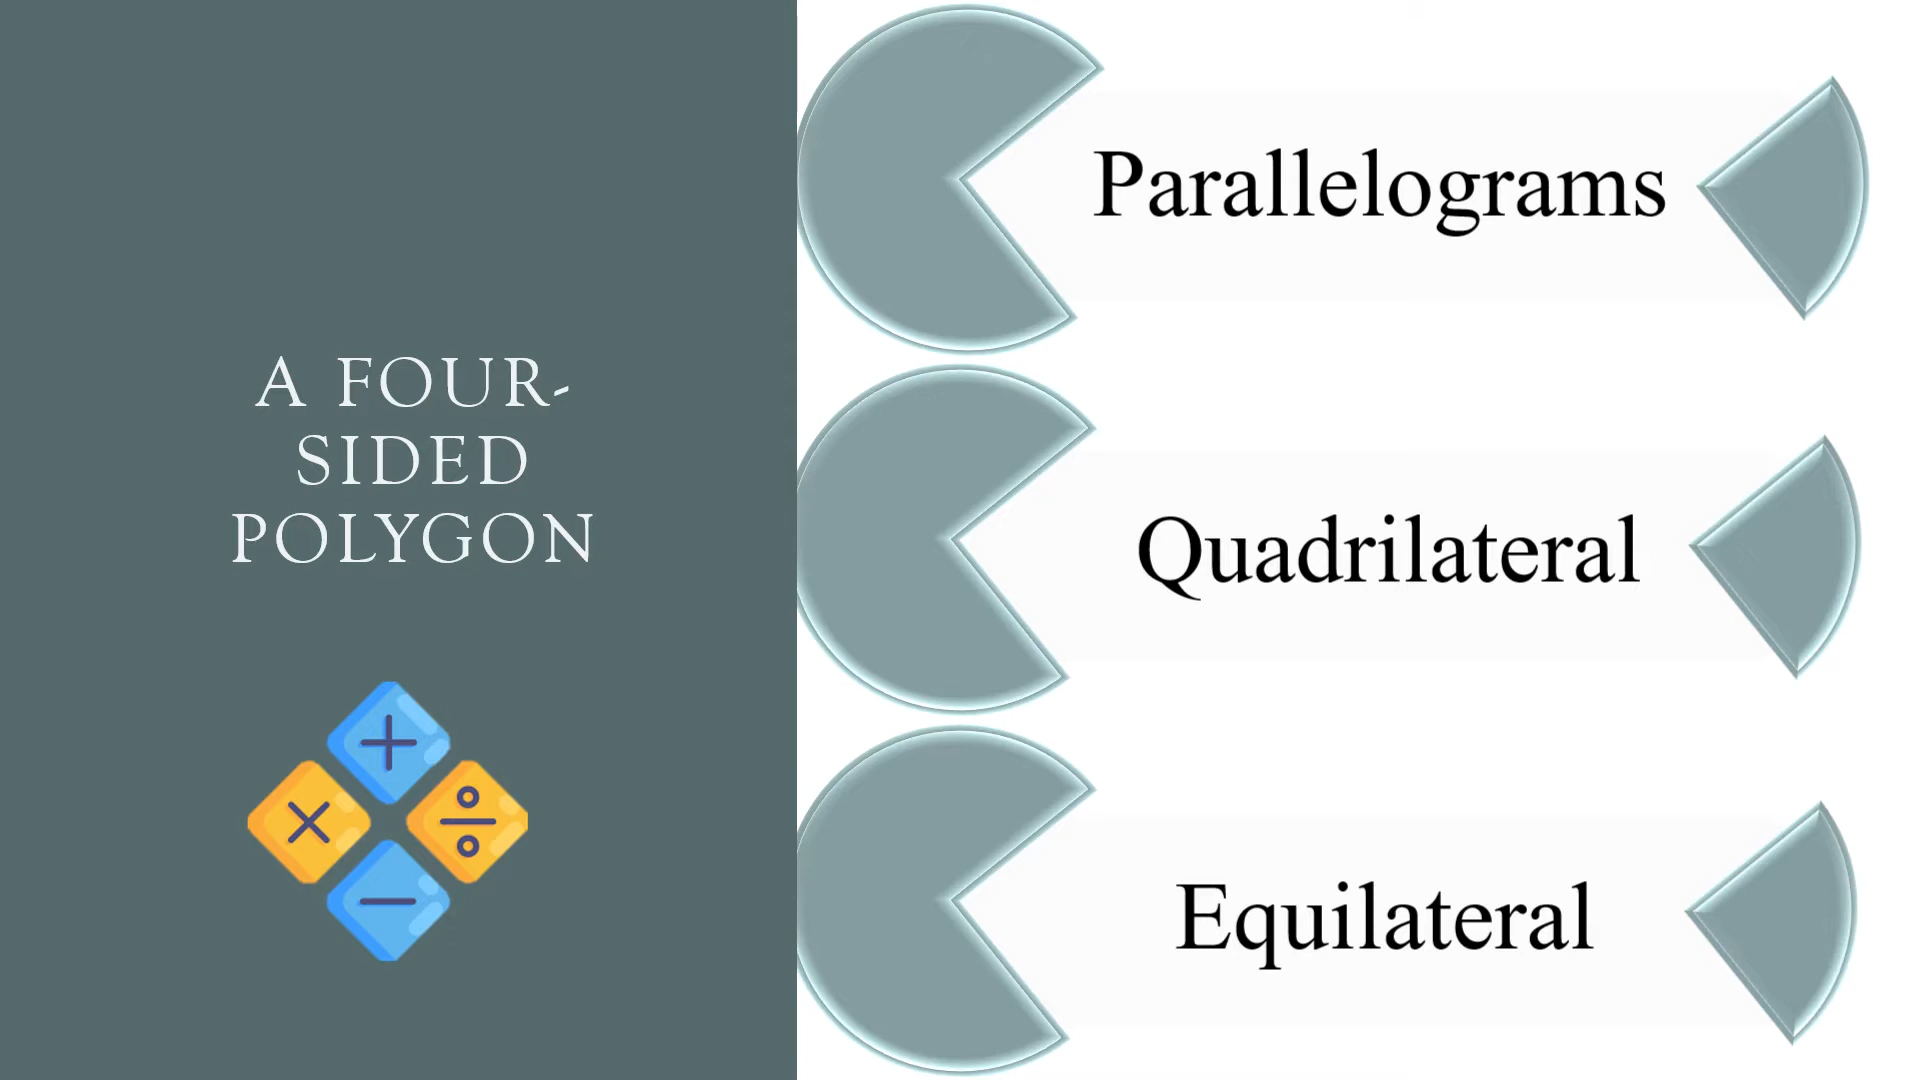 A FOUR-
SIDED
POLYGON
Parallelograms
Quadrilateral
Equilateral